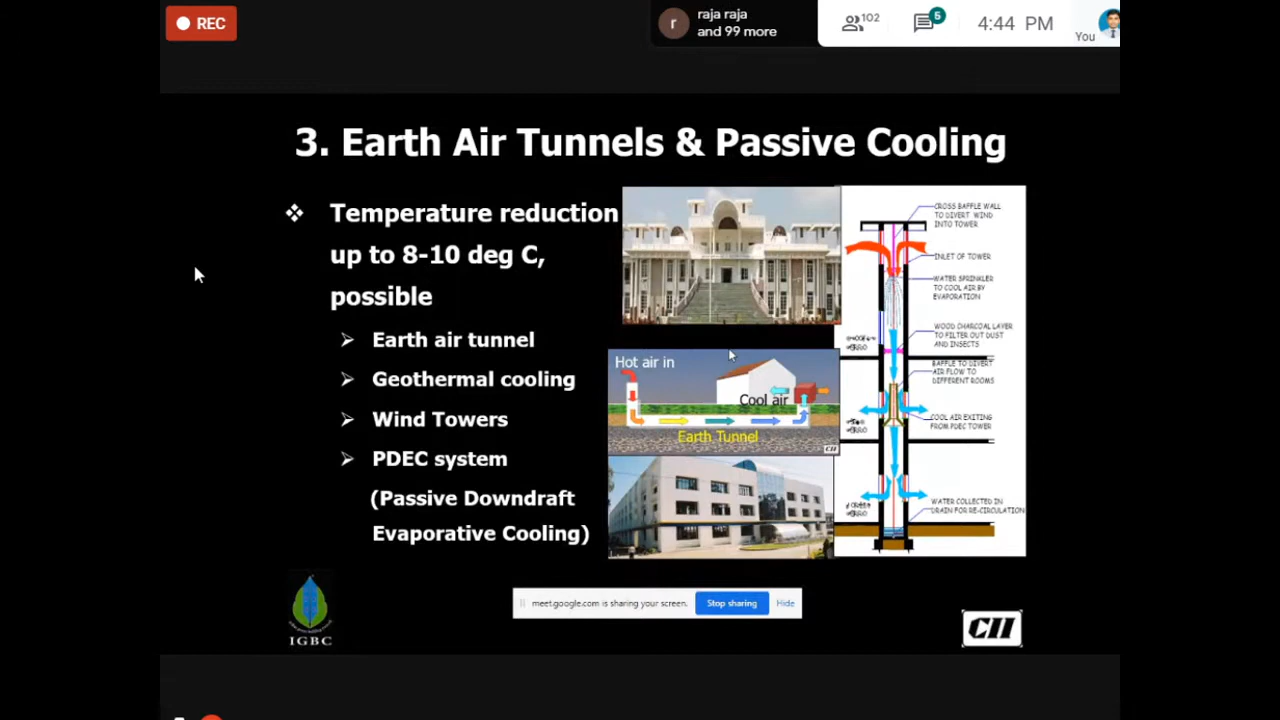 REC
raja raja
and 99 more
102
5
4:44 PM
You
3. Earth Air Tunnels & Passive Cooling
❖ Temperature reduction
up to 8-10 deg C,
possible
➢ Earth air tunnel
➢ Geothermal cooling
➢ Wind Towers
➢ PDEC system
(Passive Downdraft
Evaporative Cooling)
Hot air in
Cool air
Earth Tunnel
CII
CROSS BAFFLE WALL
TO DIVERT WIND
INTO TOWER
INLET OF TOWER
WATER SPRINKLER
TO COOL AIR BY
EVAPORATION
WOOD CHARCOAL LAYER
TO FILTER OUT DUST
AND INSECTS
BAFFLE TO DIVERT
AIR FLOW TO
DIFFERENT ROOMS
COOL AIR EXITING
FROM PDEC TOWER
WATER COLLECTED IN
DRAIN FOR RE-CIRCULATION
meet.google.com is sharing your screen.
Stop sharing
Hide
IGBC
CII